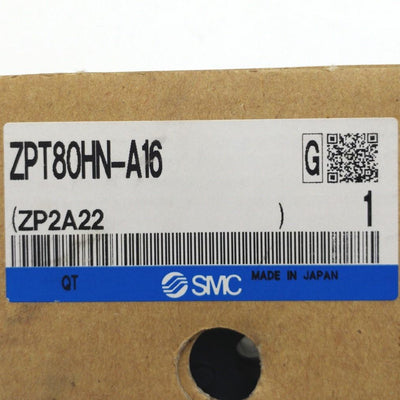 ZPT80HN-A16 G
(ZP2A22 ) 1
QT SMC MADE IN JAPAN